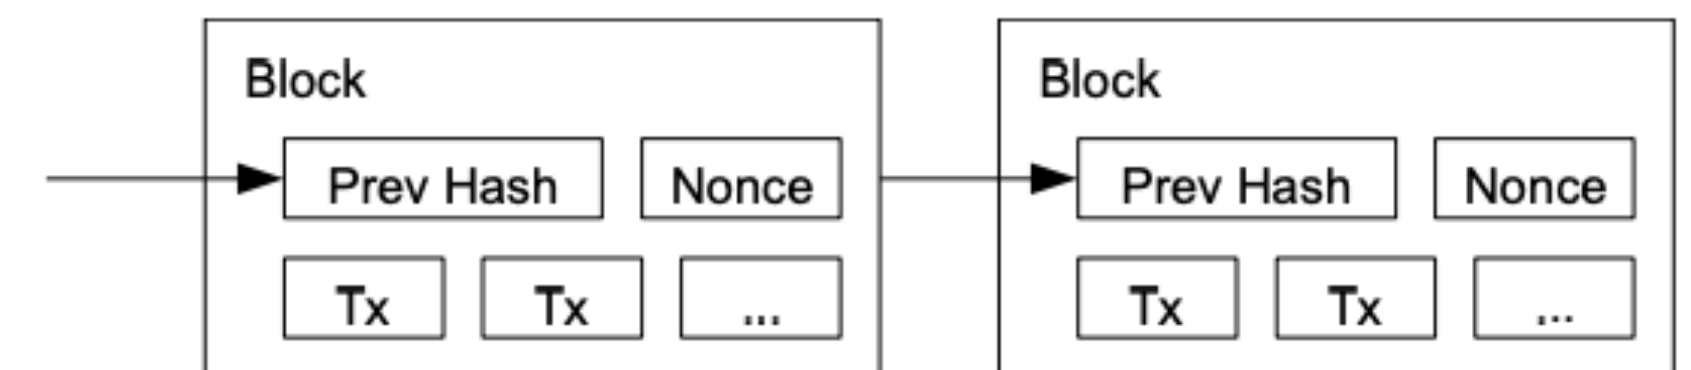 Block Block
Prev Hash Nonce Prev Hash Nonce
Tx Tx ... Tx Tx ...